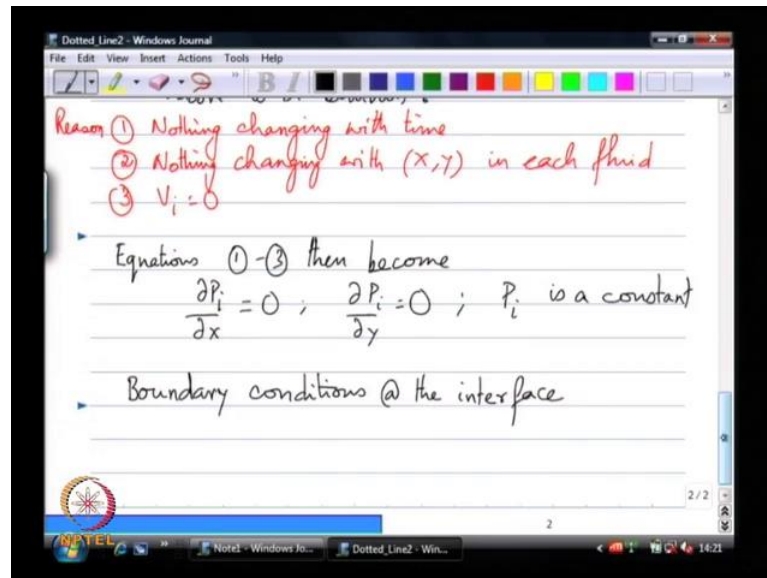 Dotted_Line2 - Windows Journal
File Edit View Insert Actions Tools Help
B I
Reason ① Nothing changing with time
② Nothing changing with (x,y) in each fluid
③ Vi = 0
Equations ①-③ then become
∂Pi/∂x = 0 ; ∂Pi/∂y = 0 ; Pi is a constant
Boundary conditions @ the interface
2/2
2
NPTEL
Note1 - Windows Jo...
Dotted_Line2 - Win...
14:21